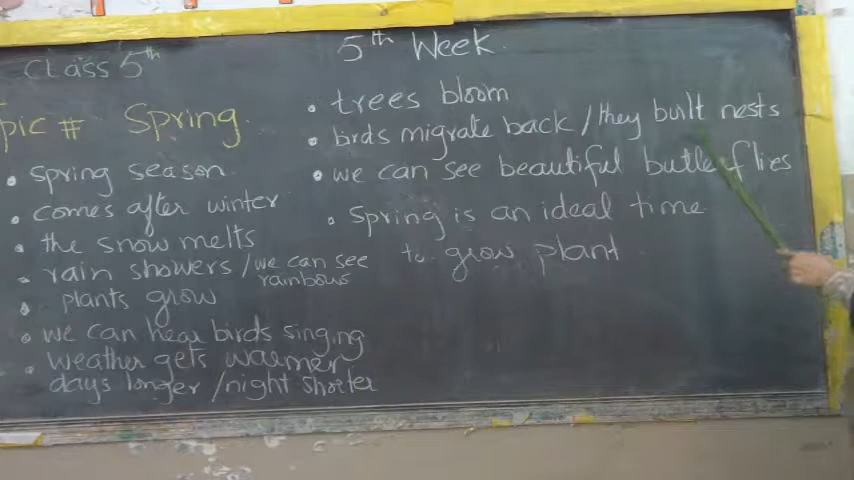 Class 5th
5th Week
pic # Spring
• spring season
• comes after winter
• the snow melts
• rain showers / we can see rainbows
• plants grow
• we can hear birds singing
• weather gets warmer
days longer / night shorter
• trees bloom
• birds migrate back / they built nests
• we can see beautiful butterflies
• Spring is an ideal time
to grow plant